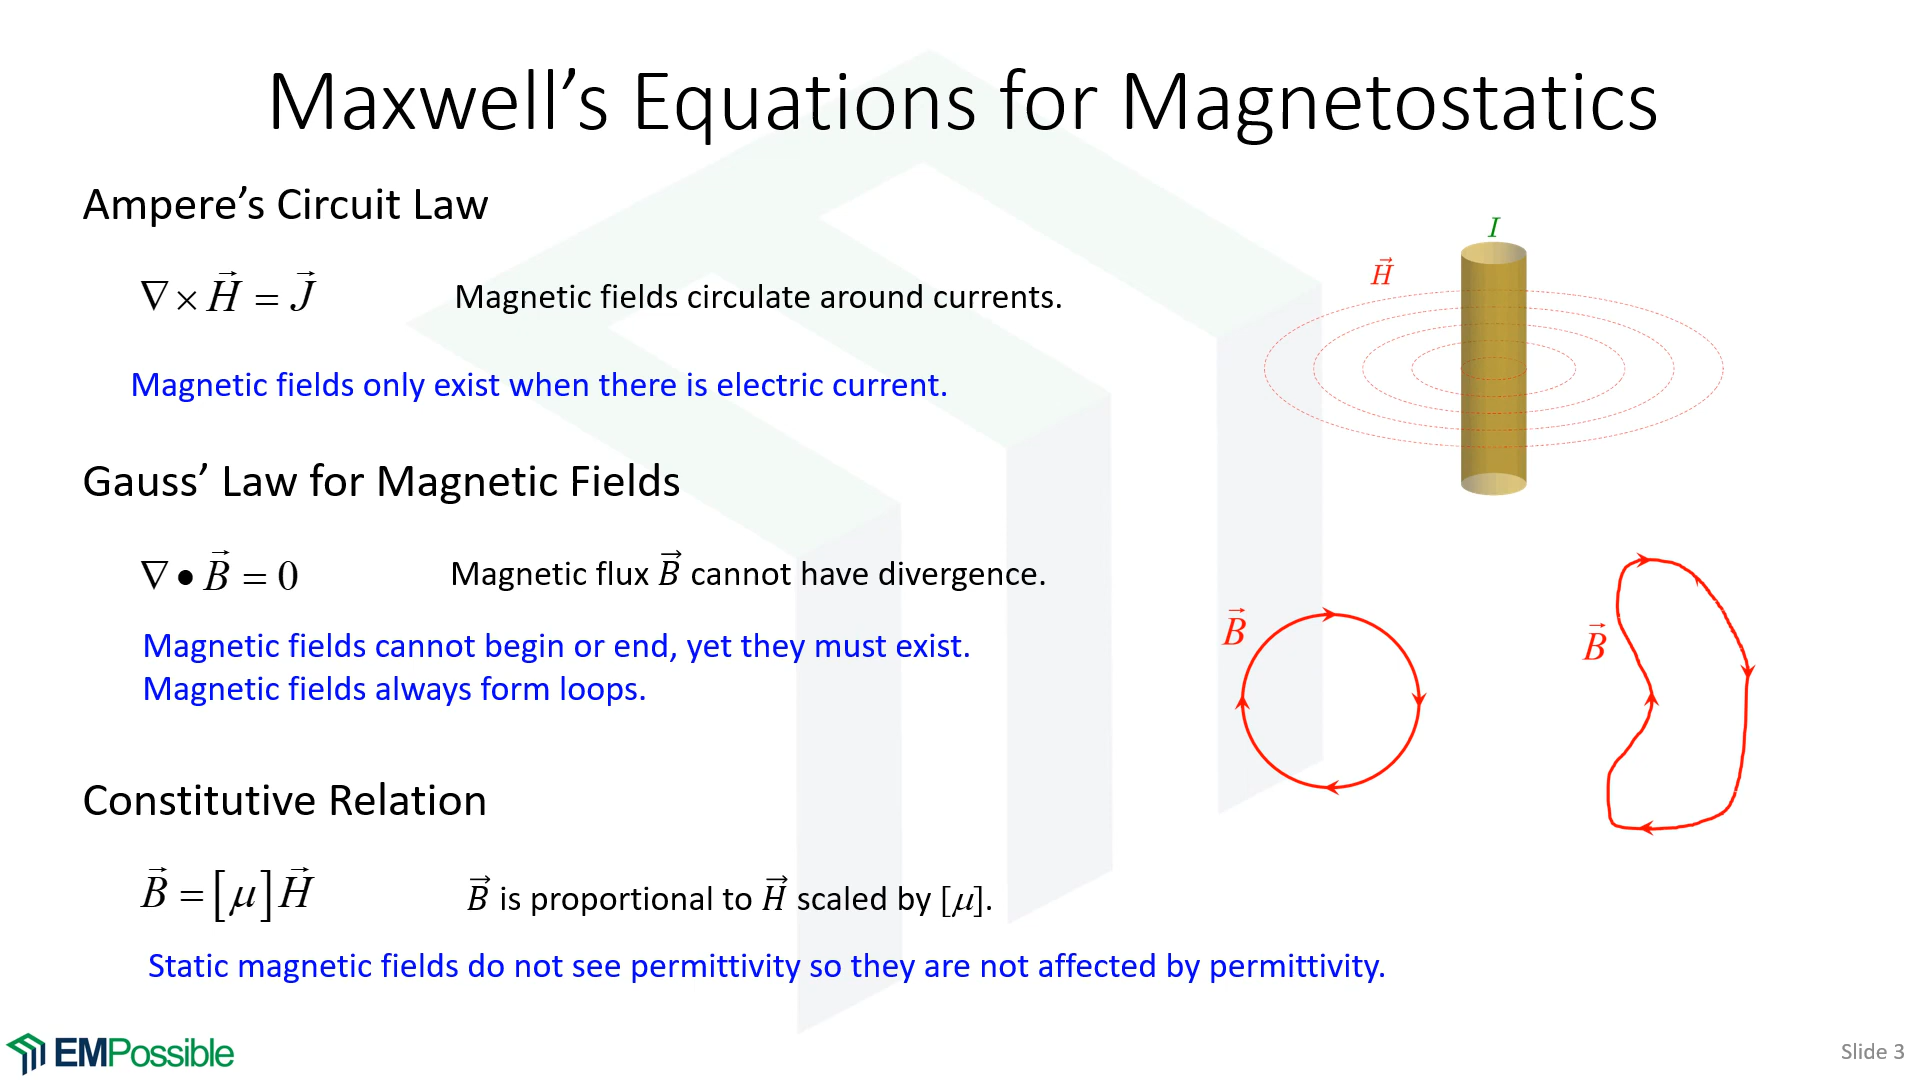 Maxwell’s Equations for Magnetostatics
Ampere’s Circuit Law
∇ × H⃗ = J⃗
Magnetic fields circulate around currents.
Magnetic fields only exist when there is electric current.
I
H⃗
Gauss’ Law for Magnetic Fields
∇ • B⃗ = 0
Magnetic flux B⃗ cannot have divergence.
Magnetic fields cannot begin or end, yet they must exist.
Magnetic fields always form loops.
B⃗
B⃗
Constitutive Relation
B⃗ = [μ] H⃗
B⃗ is proportional to H⃗ scaled by [μ].
Static magnetic fields do not see permittivity so they are not affected by permittivity.
EMPossible
Slide 3